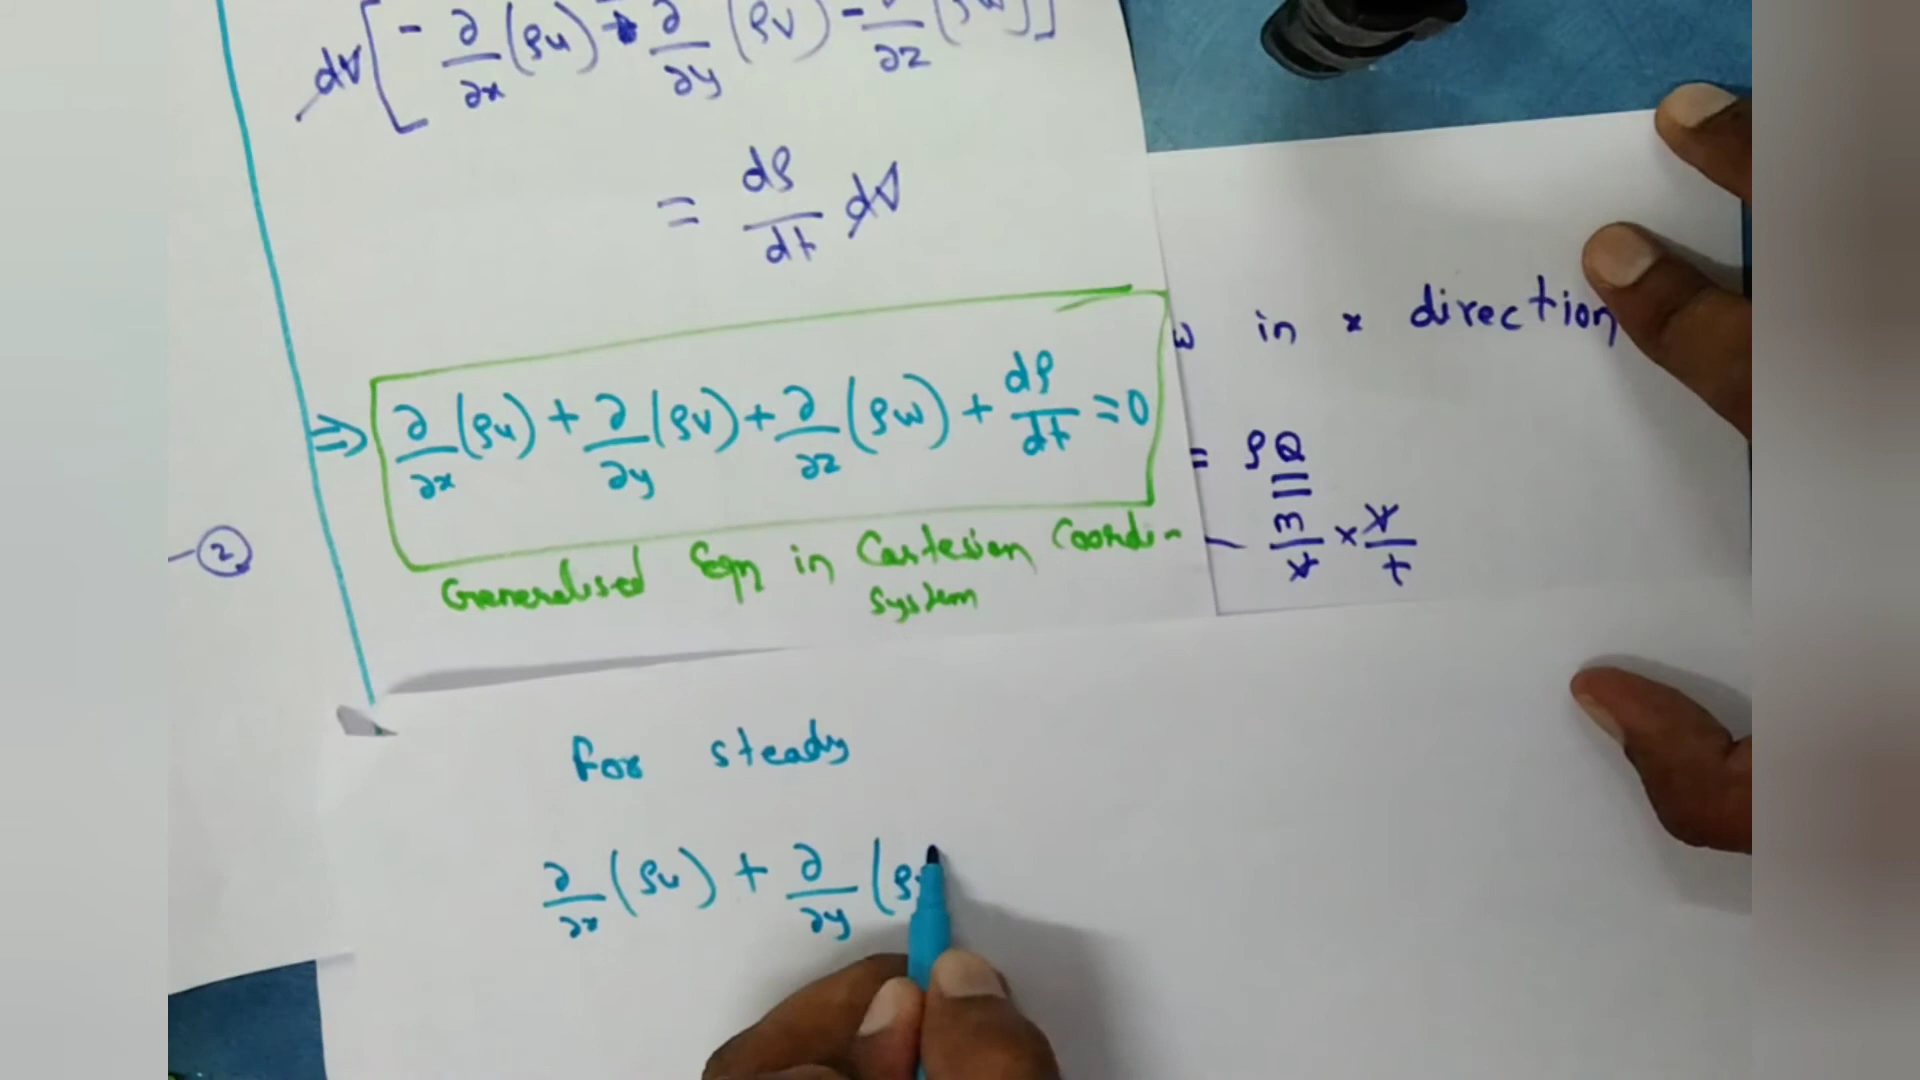 dV[ - ∂/∂x (ρu) - ∂/∂y (ρv) - ∂/∂z (ρw) ]
= dρ/dt dV
⇒ ∂/∂x (ρu) + ∂/∂y (ρv) + ∂/∂z (ρw) + dρ/dt = 0
Generalised Eqn in Cartesian Coordi-
system
2
w in x direction
= ρQ
m/v × v/t
For steady
∂/∂x (ρu) + ∂/∂y (ρ